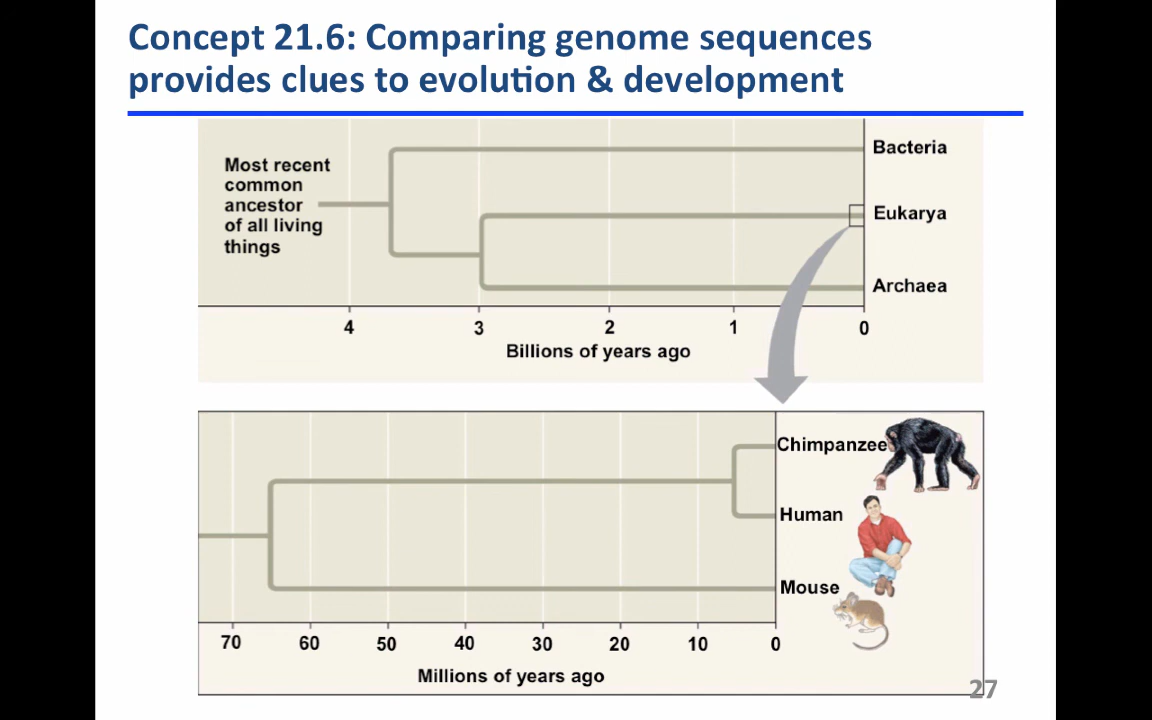 Concept 21.6: Comparing genome sequences
provides clues to evolution & development
Most recent
common
ancestor
of all living
things
Bacteria
Eukarya
Archaea
4 3 2 1 0
Billions of years ago
Chimpanzee
Human
Mouse
70 60 50 40 30 20 10 0
Millions of years ago
27